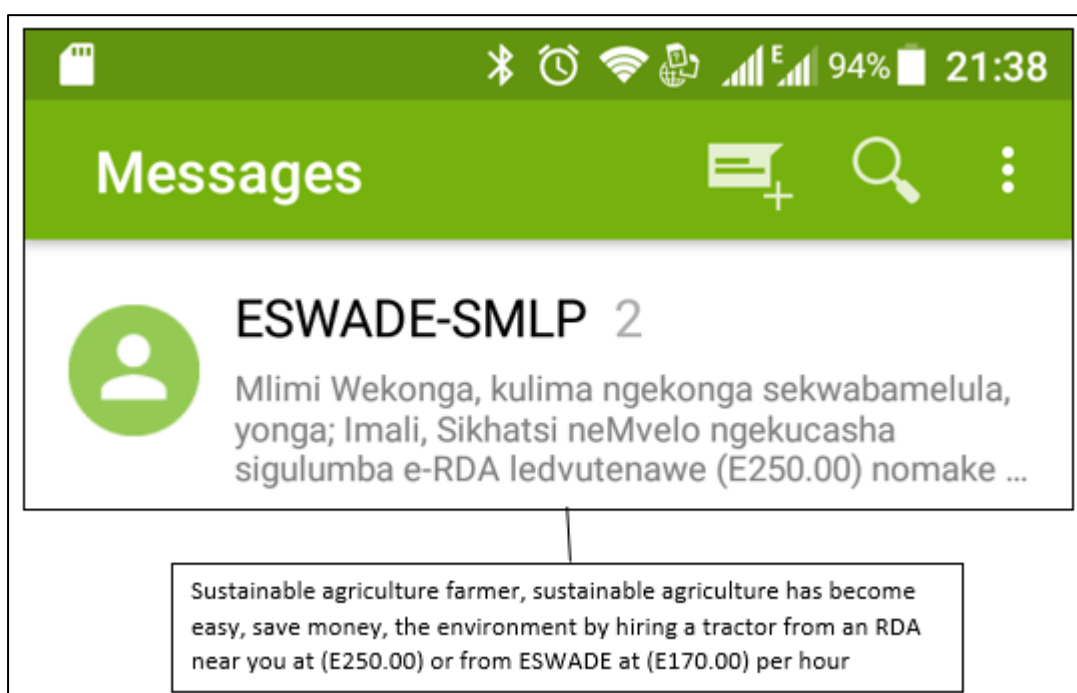 E
94% 21:38
Messages
ESWADE-SMLP 2
Mlimi Wekonga, kulima ngekonga sekwabamelula,
yonga; Imali, Sikhatsi neMvelo ngekucasha
sigulumba e-RDA ledvutenawe (E250.00) nomake ...
Sustainable agriculture farmer, sustainable agriculture has become
easy, save money, the environment by hiring a tractor from an RDA
near you at (E250.00) or from ESWADE at (E170.00) per hour